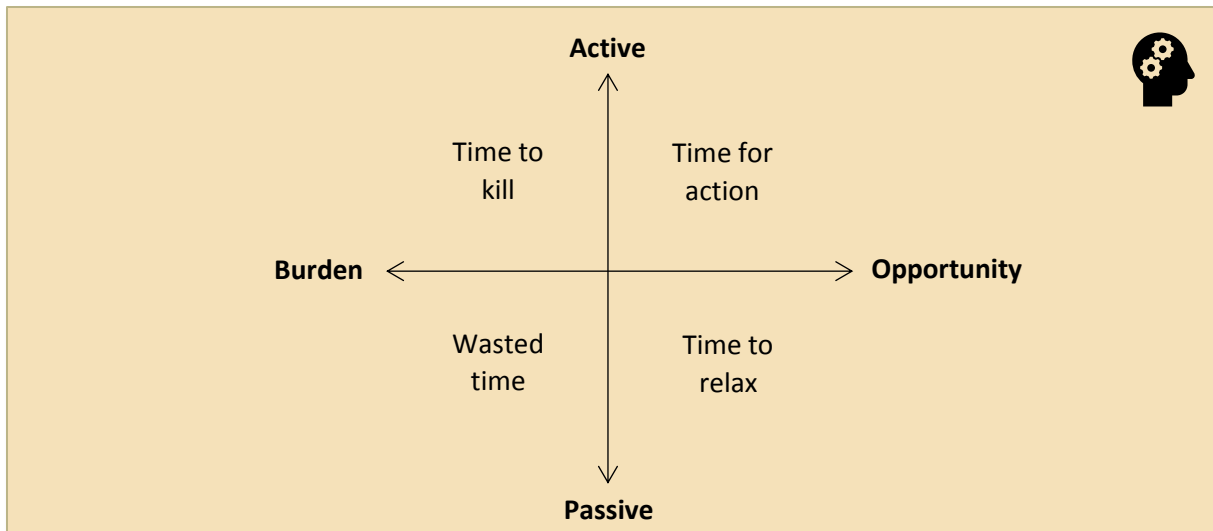 Active
Time to
kill
Time for
action
Burden
Opportunity
Wasted
time
Time to
relax
Passive